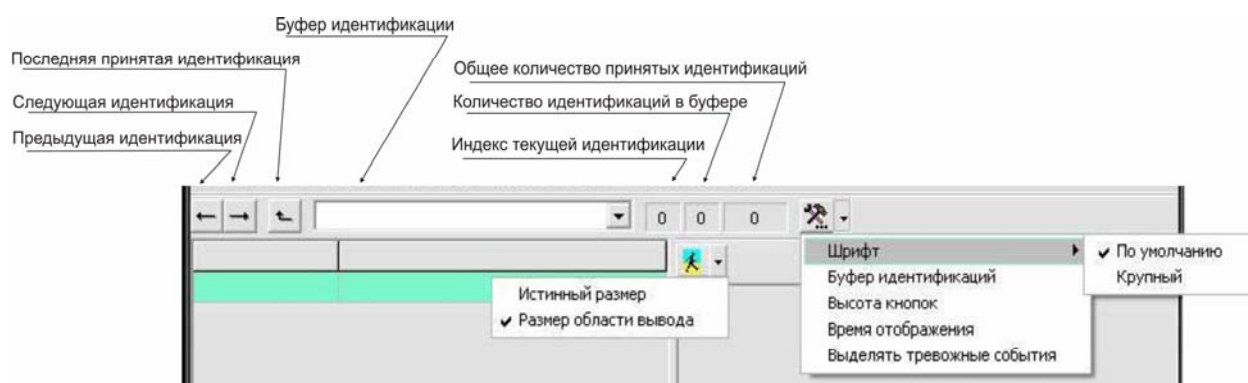 Буфер идентификации
Последняя принятая идентификация
Следующая идентификация
Предыдущая идентификация
Общее количество принятых идентификаций
Количество идентификаций в буфере
Индекс текущей идентификации
0 0 0
Шрифт
Буфер идентификаций
Высота кнопок
Время отображения
Выделять тревожные события
По умолчанию
Крупный
Истинный размер
Размер области вывода